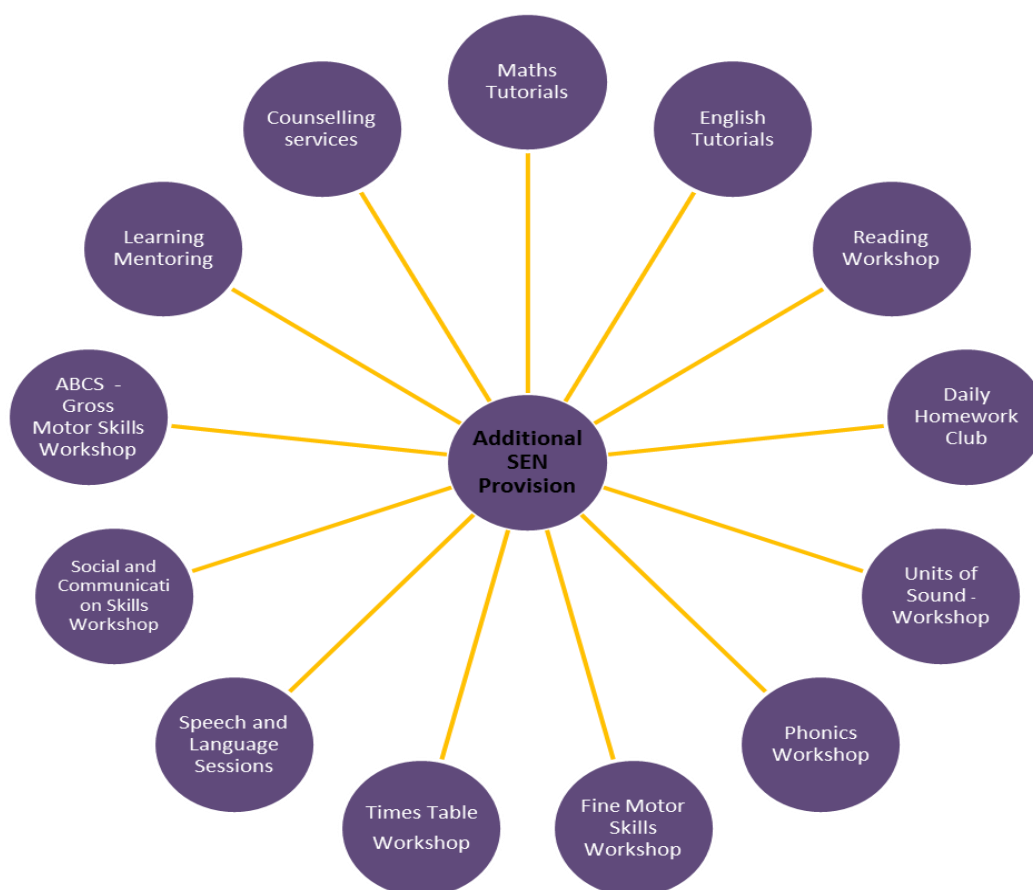 Maths
Tutorials
English
Tutorials
Reading
Workshop
Daily
Homework
Club
Units of
Sound -
Workshop
Phonics
Workshop
Fine Motor
Skills
Workshop
Times Table
Workshop
Speech and
Language
Sessions
Social and
Communicati
on Skills
Workshop
ABCS -
Gross
Motor Skills
Workshop
Learning
Mentoring
Counselling
services
Additional
SEN
Provision